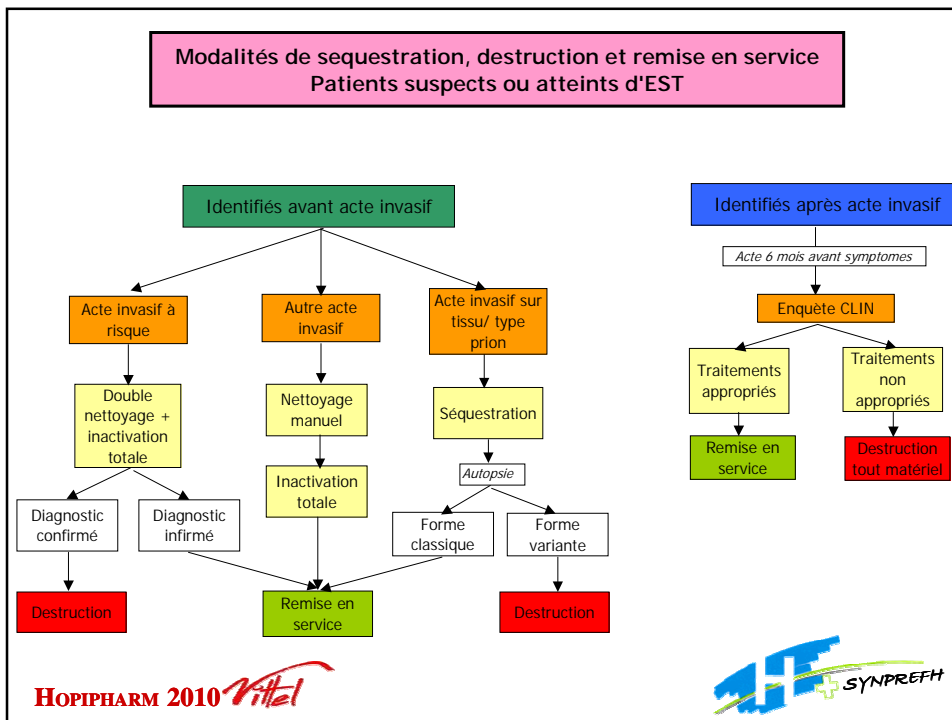 Modalités de sequestration, destruction et remise en service
Patients suspects ou atteints d'EST
Identifiés avant acte invasif
Identifiés après acte invasif
Acte 6 mois avant symptomes
Acte invasif à
risque
Autre acte
invasif
Acte invasif sur
tissu/ type
prion
Enquète CLIN
Double
nettoyage +
inactivation
totale
Nettoyage
manuel
Séquestration
Traitements
appropriés
Traitements
non
appropriés
Inactivation
totale
Autopsie
Remise en
service
Destruction
tout matériel
Diagnostic
confirmé
Diagnostic
infirmé
Forme
classique
Forme
variante
Destruction
Remise en
service
Destruction
HOPIPHARM 2010 Vittel
H+ SYNPREFH